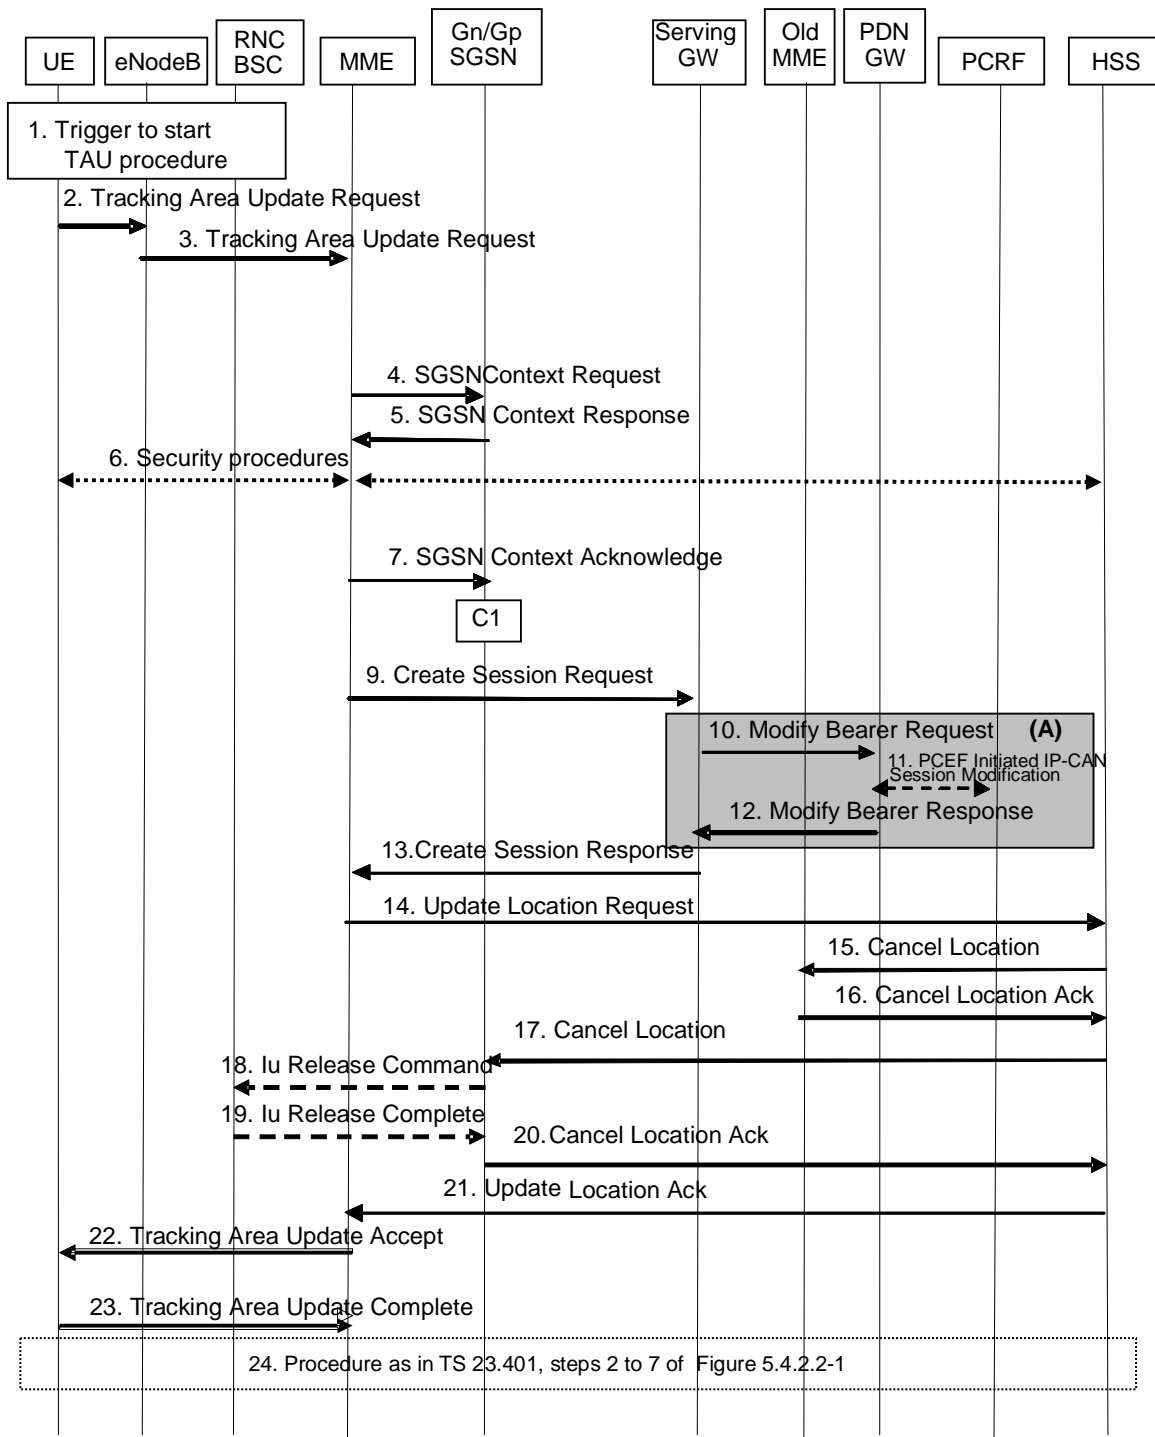 UE
eNodeB
RNC
BSC
MME
Gn/Gp
SGSN
Serving
GW
Old
MME
PDN
GW
PCRF
HSS
1. Trigger to start
TAU procedure
2. Tracking Area Update Request
3. Tracking Area Update Request
4. SGSNContext Request
5. SGSN Context Response
6. Security procedures
7. SGSN Context Acknowledge
C1
9. Create Session Request
10. Modify Bearer Request (A)
11. PCEF Initiated IP-CAN
Session Modification
12. Modify Bearer Response
13.Create Session Response
14. Update Location Request
15. Cancel Location
16. Cancel Location Ack
17. Cancel Location
18. Iu Release Command
19. Iu Release Complete
20.Cancel Location Ack
21. Update Location Ack
22. Tracking Area Update Accept
23. Tracking Area Update Complete
24. Procedure as in TS 23.401, steps 2 to 7 of Figure 5.4.2.2-1